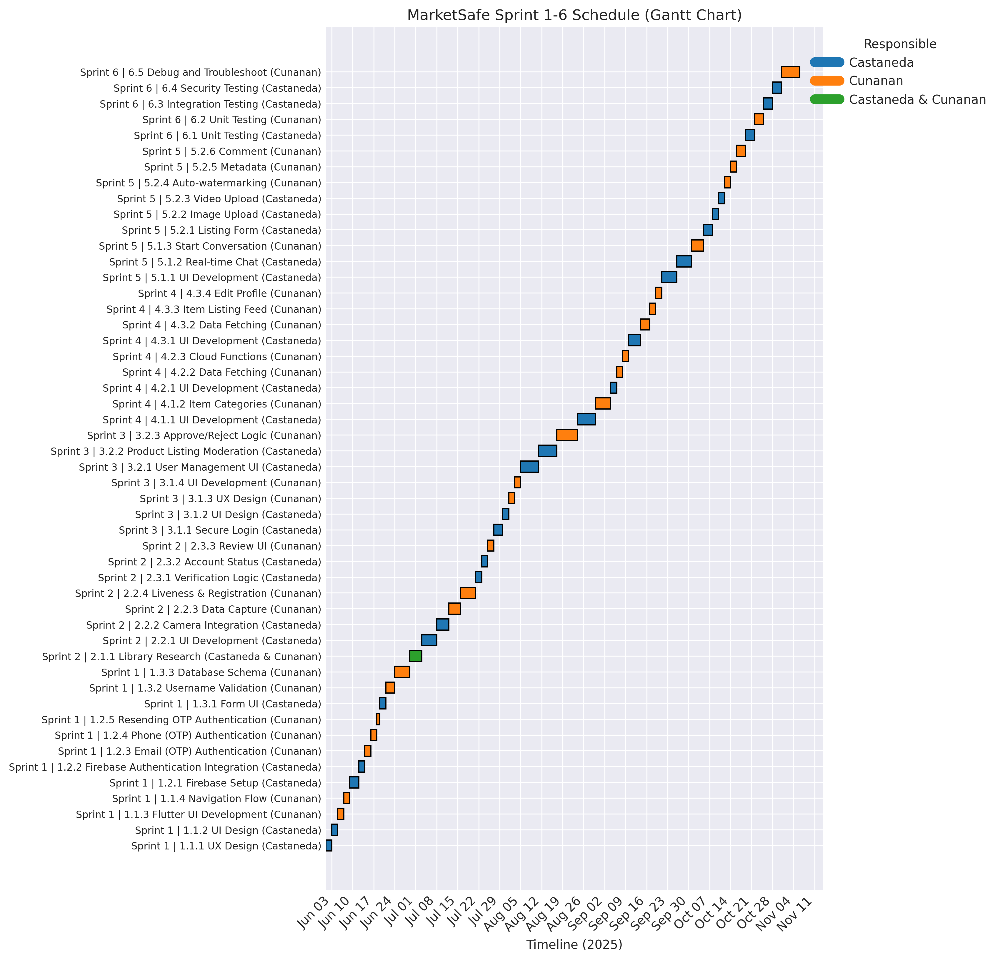 MarketSafe Sprint 1-6 Schedule (Gantt Chart)
Responsible
Castaneda
Cunanan
Castaneda & Cunanan
Sprint 6 | 6.5 Debug and Troubleshoot (Cunanan)
Sprint 6 | 6.4 Security Testing (Castaneda)
Sprint 6 | 6.3 Integration Testing (Castaneda)
Sprint 6 | 6.2 Unit Testing (Cunanan)
Sprint 6 | 6.1 Unit Testing (Castaneda)
Sprint 5 | 5.2.6 Comment (Cunanan)
Sprint 5 | 5.2.5 Metadata (Cunanan)
Sprint 5 | 5.2.4 Auto-watermarking (Cunanan)
Sprint 5 | 5.2.3 Video Upload (Castaneda)
Sprint 5 | 5.2.2 Image Upload (Castaneda)
Sprint 5 | 5.2.1 Listing Form (Castaneda)
Sprint 5 | 5.1.3 Start Conversation (Cunanan)
Sprint 5 | 5.1.2 Real-time Chat (Castaneda)
Sprint 5 | 5.1.1 UI Development (Castaneda)
Sprint 4 | 4.3.4 Edit Profile (Cunanan)
Sprint 4 | 4.3.3 Item Listing Feed (Cunanan)
Sprint 4 | 4.3.2 Data Fetching (Cunanan)
Sprint 4 | 4.3.1 UI Development (Castaneda)
Sprint 4 | 4.2.3 Cloud Functions (Cunanan)
Sprint 4 | 4.2.2 Data Fetching (Cunanan)
Sprint 4 | 4.2.1 UI Development (Castaneda)
Sprint 4 | 4.1.2 Item Categories (Cunanan)
Sprint 4 | 4.1.1 UI Development (Castaneda)
Sprint 3 | 3.2.3 Approve/Reject Logic (Cunanan)
Sprint 3 | 3.2.2 Product Listing Moderation (Castaneda)
Sprint 3 | 3.2.1 User Management UI (Castaneda)
Sprint 3 | 3.1.4 UI Development (Cunanan)
Sprint 3 | 3.1.3 UX Design (Cunanan)
Sprint 3 | 3.1.2 UI Design (Castaneda)
Sprint 3 | 3.1.1 Secure Login (Castaneda)
Sprint 2 | 2.3.3 Review UI (Cunanan)
Sprint 2 | 2.3.2 Account Status (Castaneda)
Sprint 2 | 2.3.1 Verification Logic (Castaneda)
Sprint 2 | 2.2.4 Liveness & Registration (Cunanan)
Sprint 2 | 2.2.3 Data Capture (Cunanan)
Sprint 2 | 2.2.2 Camera Integration (Castaneda)
Sprint 2 | 2.2.1 UI Development (Castaneda)
Sprint 2 | 2.1.1 Library Research (Castaneda & Cunanan)
Sprint 1 | 1.3.3 Database Schema (Cunanan)
Sprint 1 | 1.3.2 Username Validation (Cunanan)
Sprint 1 | 1.3.1 Form UI (Castaneda)
Sprint 1 | 1.2.5 Resending OTP Authentication (Cunanan)
Sprint 1 | 1.2.4 Phone (OTP) Authentication (Cunanan)
Sprint 1 | 1.2.3 Email (OTP) Authentication (Cunanan)
Sprint 1 | 1.2.2 Firebase Authentication Integration (Castaneda)
Sprint 1 | 1.2.1 Firebase Setup (Castaneda)
Sprint 1 | 1.1.4 Navigation Flow (Cunanan)
Sprint 1 | 1.1.3 Flutter UI Development (Cunanan)
Sprint 1 | 1.1.2 UI Design (Castaneda)
Sprint 1 | 1.1.1 UX Design (Castaneda)
Jun 03
Jun 10
Jun 17
Jun 24
Jul 01
Jul 08
Jul 15
Jul 22
Jul 29
Aug 05
Aug 12
Aug 19
Aug 26
Sep 02
Sep 09
Sep 16
Sep 23
Sep 30
Oct 07
Oct 14
Oct 21
Oct 28
Nov 04
Nov 11
Timeline (2025)